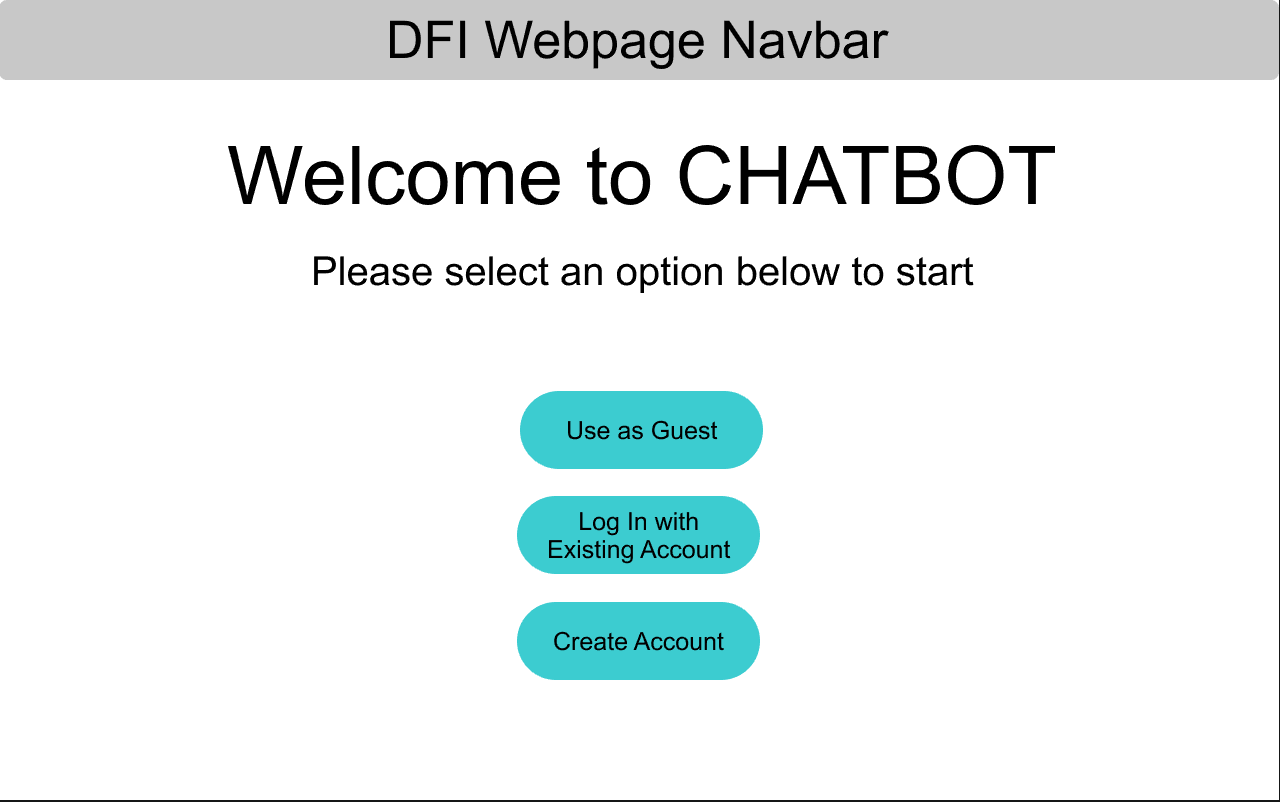 DFI Webpage Navbar
Welcome to CHATBOT
Please select an option below to start
Use as Guest
Log In with
Existing Account
Create Account